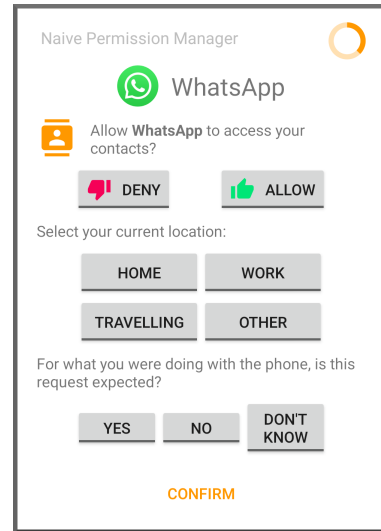 Naive Permission Manager
WhatsApp
Allow WhatsApp to access your
contacts?
DENY ALLOW
Select your current location:
HOME WORK
TRAVELLING OTHER
For what you were doing with the phone, is this
request expected?
YES NO DON'T
KNOW
CONFIRM